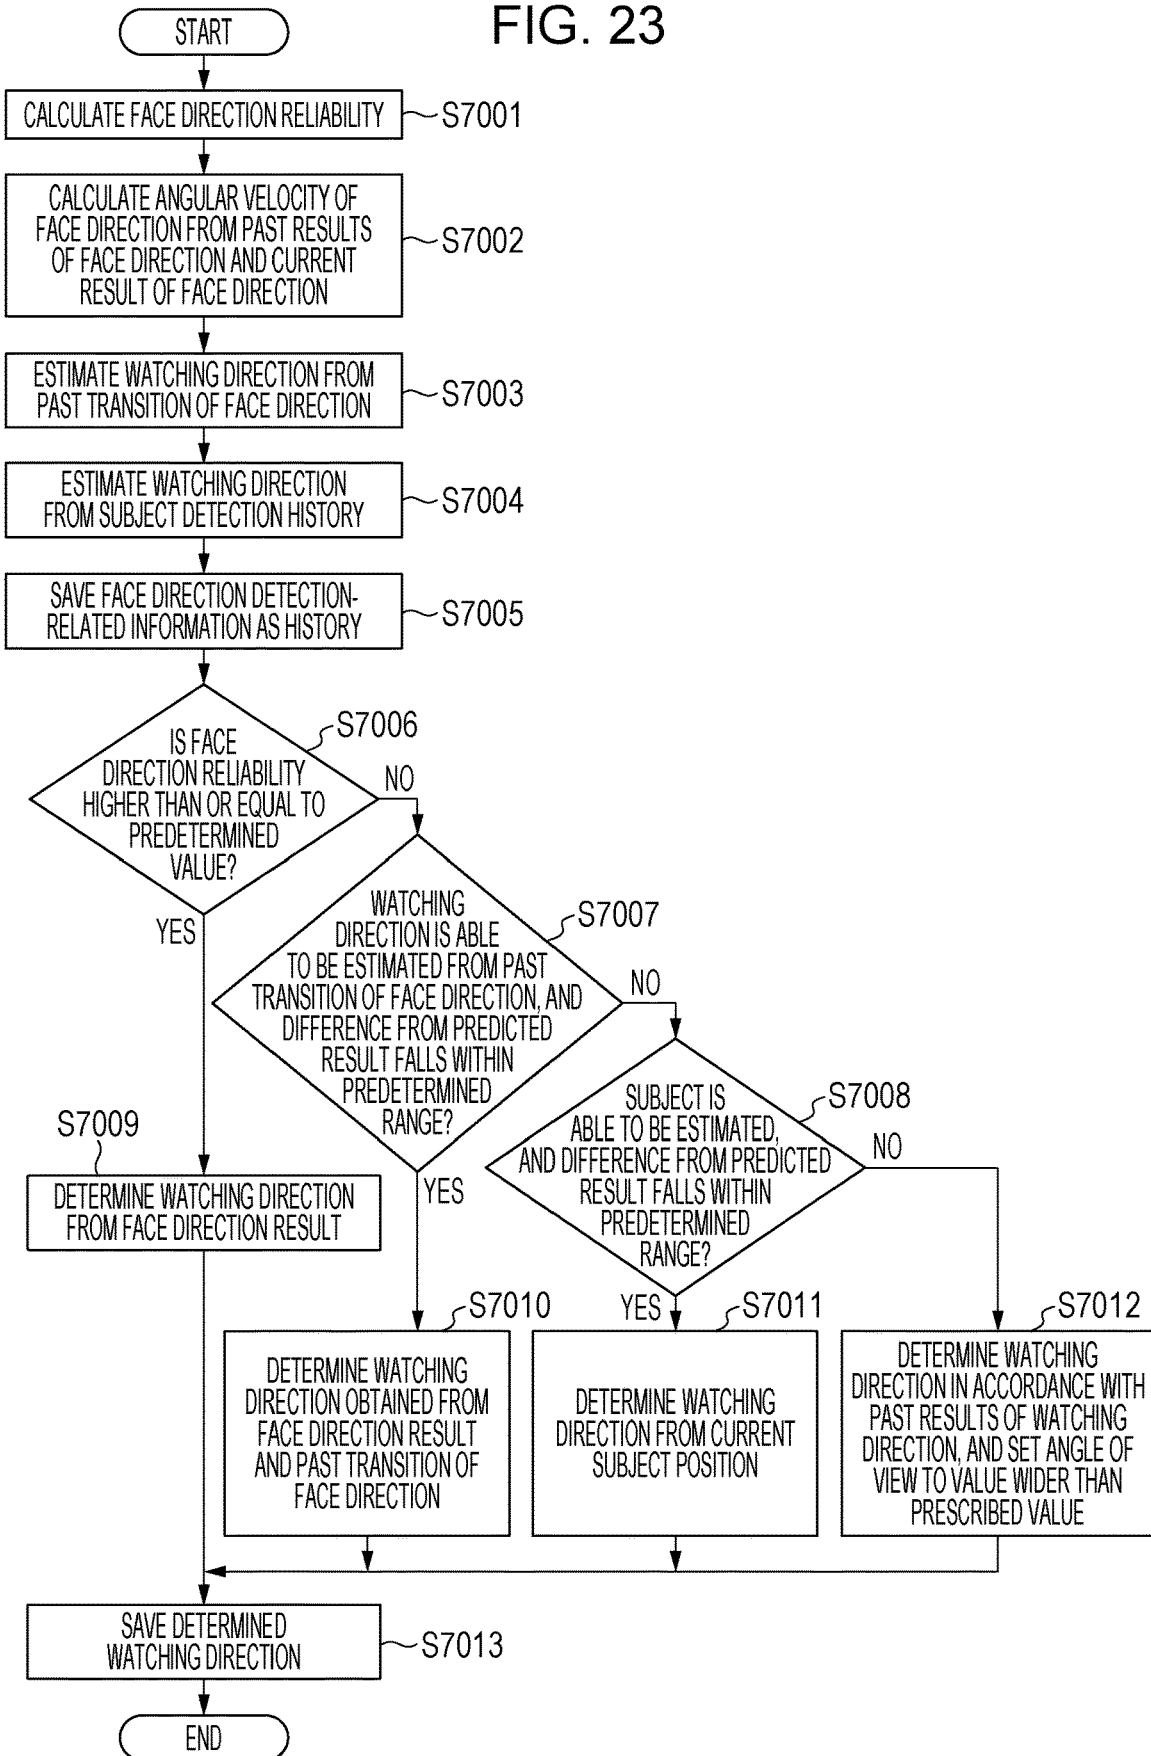 FIG. 23
START
CALCULATE FACE DIRECTION RELIABILITY
S7001
CALCULATE ANGULAR VELOCITY OF
FACE DIRECTION FROM PAST RESULTS
OF FACE DIRECTION AND CURRENT
RESULT OF FACE DIRECTION
S7002
ESTIMATE WATCHING DIRECTION FROM
PAST TRANSITION OF FACE DIRECTION
S7003
ESTIMATE WATCHING DIRECTION
FROM SUBJECT DETECTION HISTORY
S7004
SAVE FACE DIRECTION DETECTION-
RELATED INFORMATION AS HISTORY
S7005
S7006
IS FACE
DIRECTION RELIABILITY
HIGHER THAN OR EQUAL TO
PREDETERMINED
VALUE?
NO
YES
S7007
WATCHING
DIRECTION IS ABLE
TO BE ESTIMATED FROM PAST
TRANSITION OF FACE DIRECTION, AND
DIFFERENCE FROM PREDICTED
RESULT FALLS WITHIN
PREDETERMINED
RANGE?
NO
YES
S7008
SUBJECT IS
ABLE TO BE ESTIMATED,
AND DIFFERENCE FROM PREDICTED
RESULT FALLS WITHIN
PREDETERMINED
RANGE?
NO
YES
S7009
DETERMINE WATCHING DIRECTION
FROM FACE DIRECTION RESULT
S7010
DETERMINE WATCHING
DIRECTION OBTAINED FROM
FACE DIRECTION RESULT
AND PAST TRANSITION OF
FACE DIRECTION
S7011
DETERMINE WATCHING
DIRECTION FROM CURRENT
SUBJECT POSITION
S7012
DETERMINE WATCHING
DIRECTION IN ACCORDANCE WITH
PAST RESULTS OF WATCHING
DIRECTION, AND SET ANGLE OF
VIEW TO VALUE WIDER THAN
PRESCRIBED VALUE
SAVE DETERMINED
WATCHING DIRECTION
S7013
END